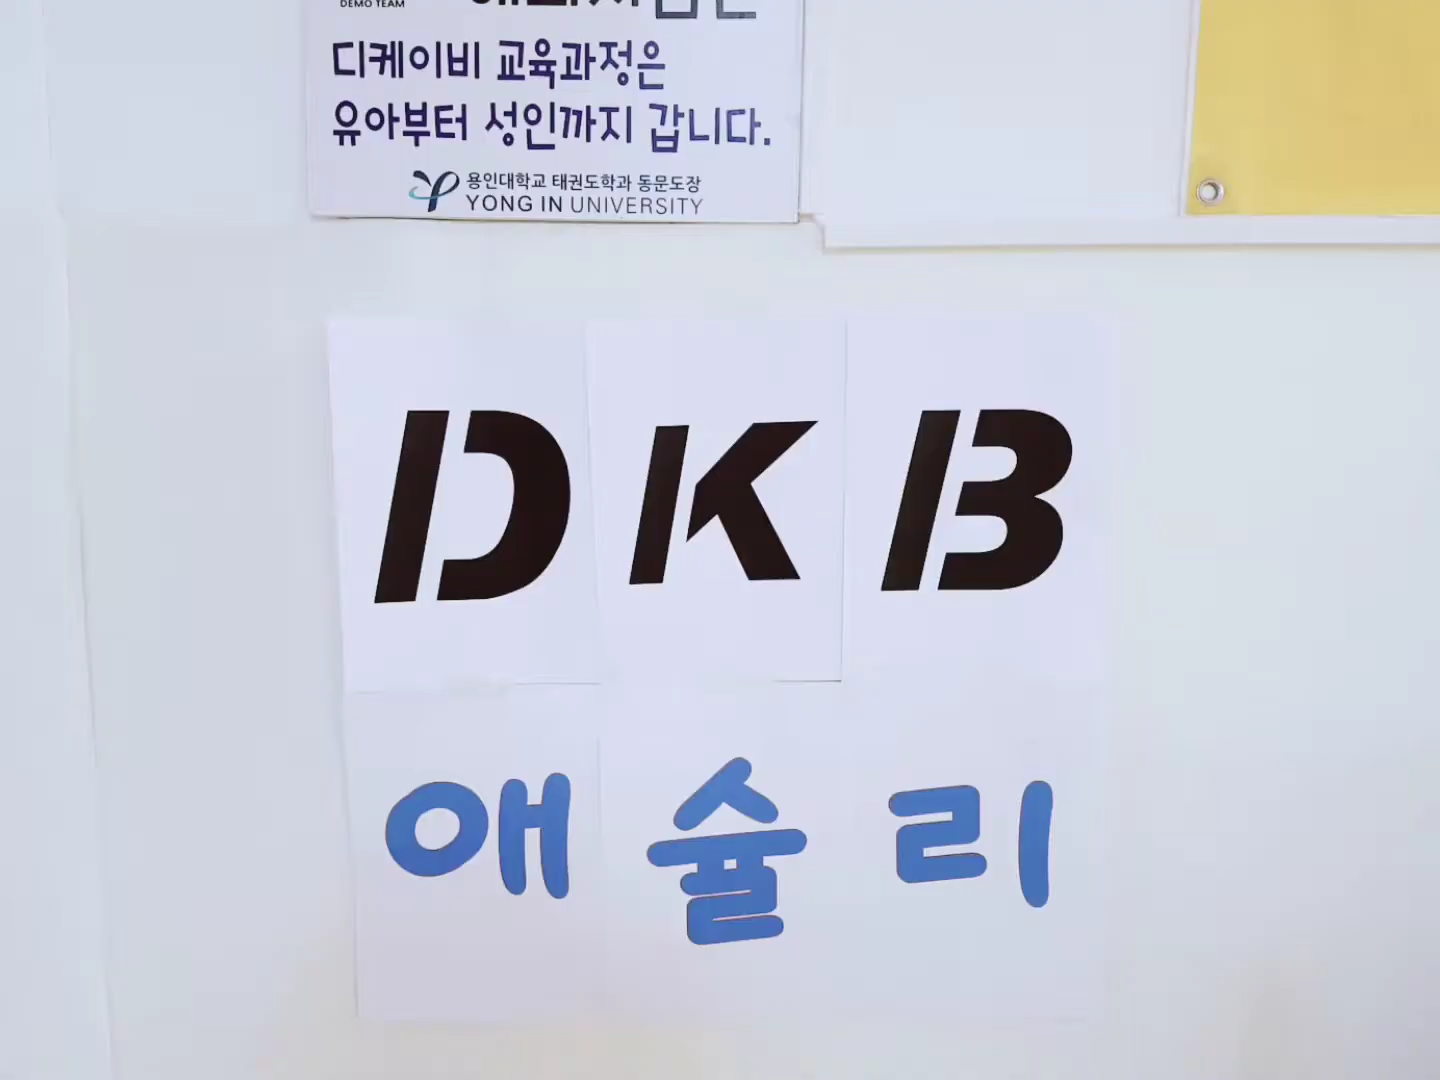 DEMO TEAM
디케이비 교육과정은
유아부터 성인까지 갑니다.
용인대학교 태권도학과 동문도장
YONG IN UNIVERSITY
DKB
애슐리